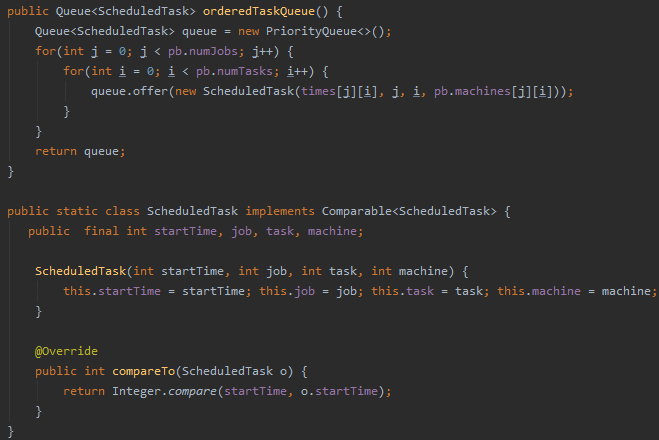 public Queue<ScheduledTask> orderedTaskQueue() {
    Queue<ScheduledTask> queue = new PriorityQueue<>();
    for(int j = 0; j < pb.numJobs; j++) {
        for(int i = 0; i < pb.numTasks; i++) {
            queue.offer(new ScheduledTask(times[j][i], j, i, pb.machines[j][i]));
        }
    }
    return queue;
}
public static class ScheduledTask implements Comparable<ScheduledTask> {
   public  final int startTime, job, task, machine;
    ScheduledTask(int startTime, int job, int task, int machine) {
        this.startTime = startTime; this.job = job; this.task = task; this.machine = machine;
    }
    @Override
    public int compareTo(ScheduledTask o) {
        return Integer.compare(startTime, o.startTime);
    }
}